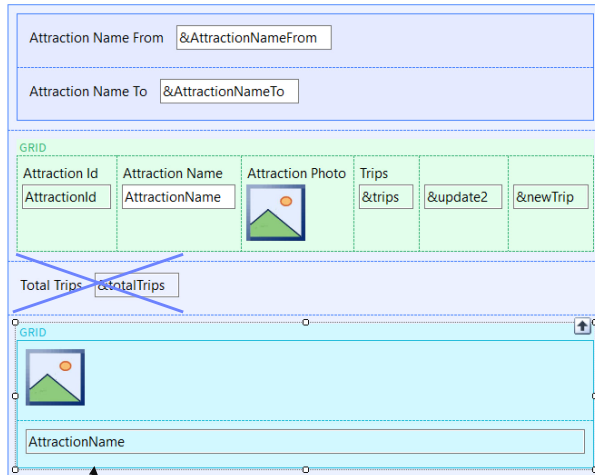 Attraction Name From &AttractionNameFrom
Attraction Name To &AttractionNameTo
GRID
Attraction Id Attraction Name Attraction Photo Trips
AttractionId AttractionName &trips &update2 &newTrip
Total Trips &totalTrips
GRID
AttractionName